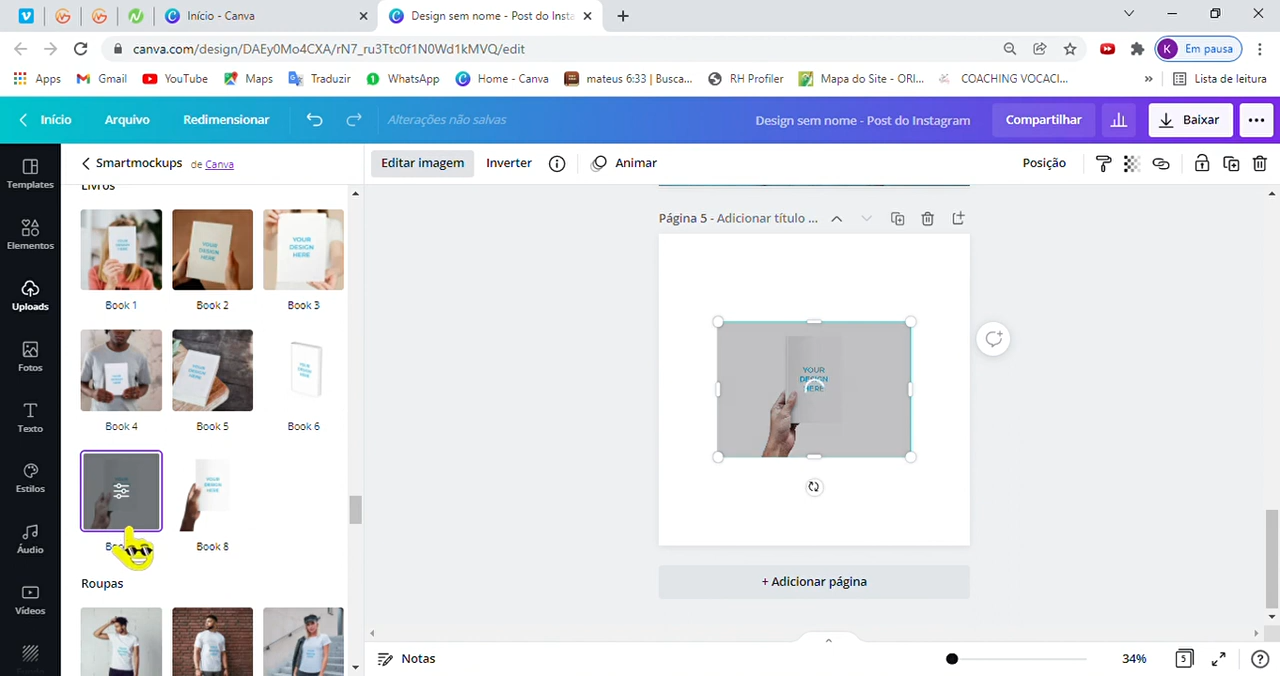 Início - Canva
Design sem nome - Post do Insta
canva.com/design/DAEy0Mo4CXA/rN7_ru3Ttc0f1N0Wd1kMVQ/edit
K Em pausa
Apps Gmail YouTube Maps Traduzir WhatsApp Home - Canva mateus 6:33 | Busca... RH Profiler Mapa do Site - ORI... COACHING VOCACI... » Lista de leitura
Início Arquivo Redimensionar Alterações não salvas Design sem nome - Post do Instagram Compartilhar Baixar
Smartmockups de Canva
Editar imagem Inverter Animar Posição
Templates
Elementos
Uploads
Fotos
Texto
Estilos
Áudio
Vídeos
Livros
YOUR DESIGN HERE
Book 1 Book 2 Book 3
Book 4 Book 5 Book 6
Book 8
Roupas
Página 5 - Adicionar título ...
YOUR
DESIGN
HERE
+ Adicionar página
Notas
34%
5